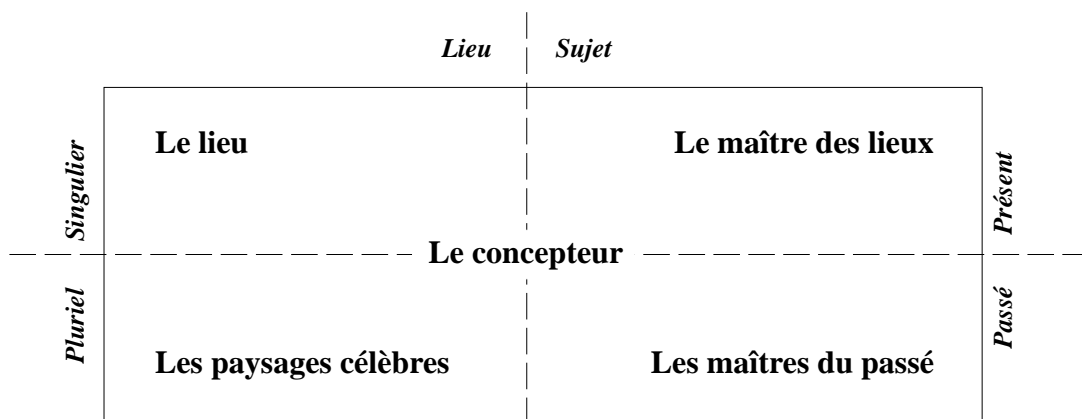 Lieu Sujet
Le lieu
Le maître des lieux
Singulier
Présent
Le concepteur
Pluriel
Passé
Les paysages célèbres
Les maîtres du passé